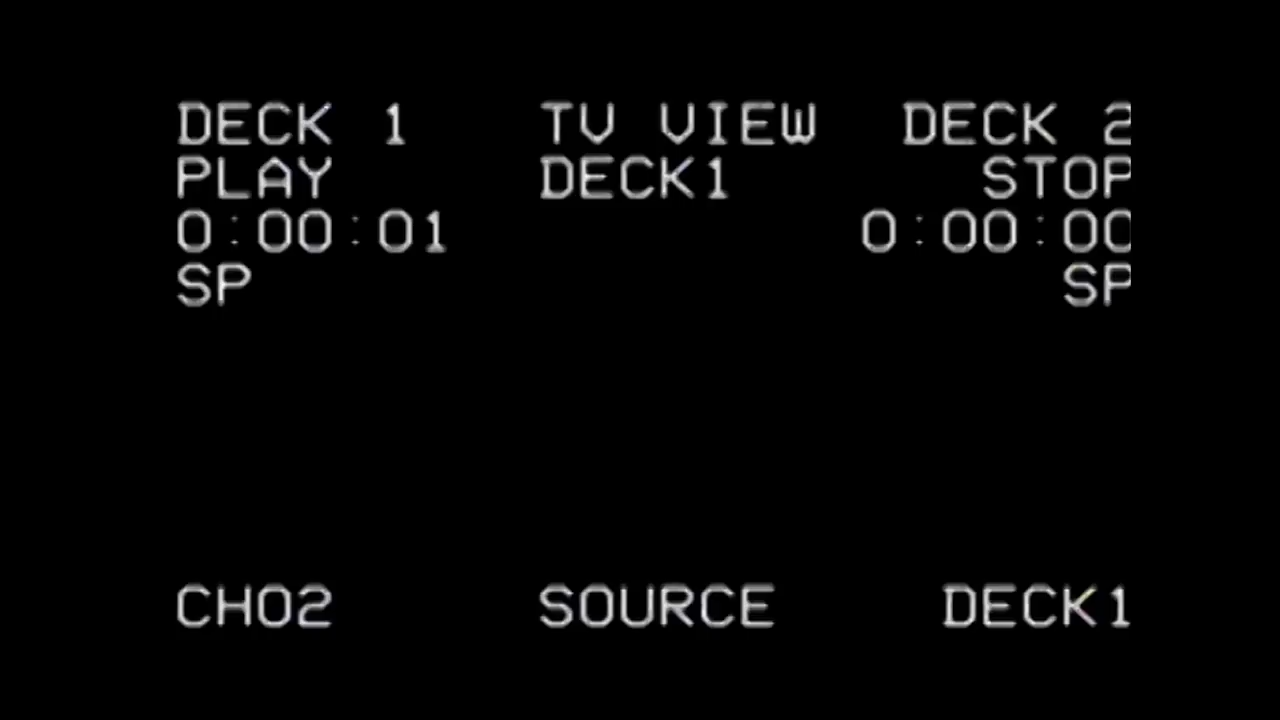 DECK 1 TV VIEW DECK 2
PLAY DECK1 STOP
0:00:01 0:00:00
SP SP
CH02 SOURCE DECK1